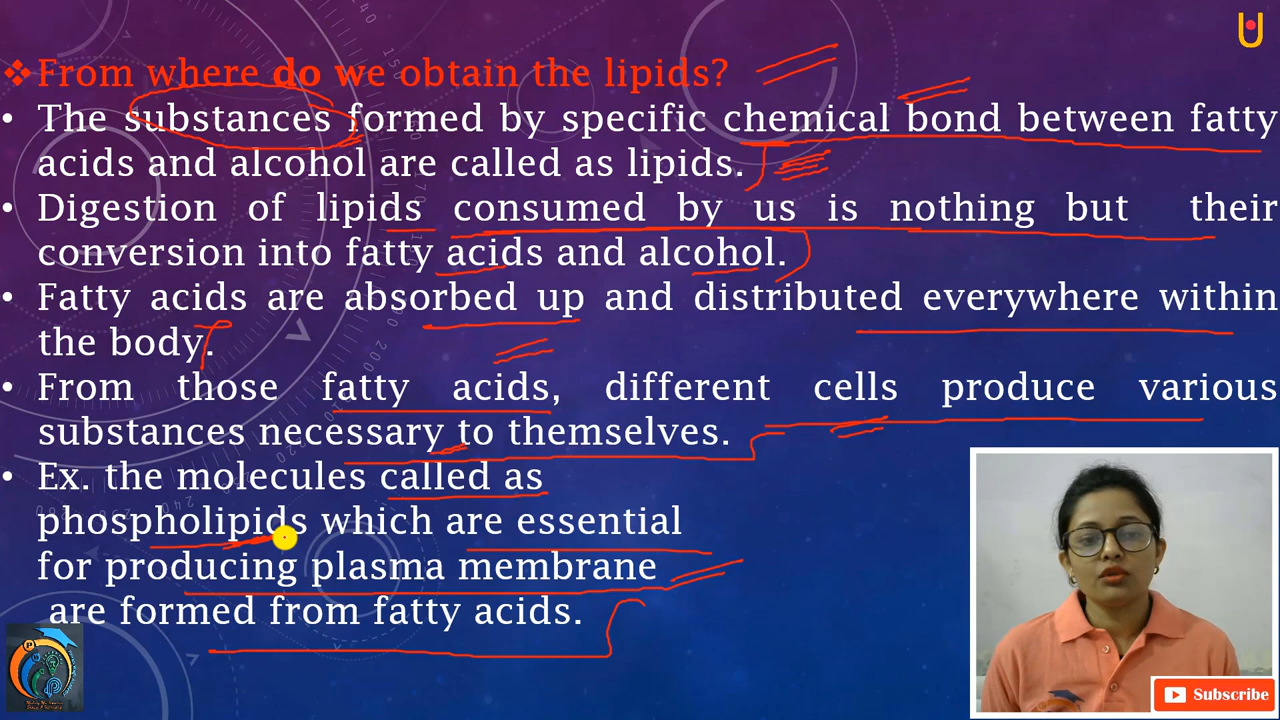 ❖From where do we obtain the lipids?
• The substances formed by specific chemical bond between fatty
acids and alcohol are called as lipids.
• Digestion of lipids consumed by us is nothing but their
conversion into fatty acids and alcohol.
• Fatty acids are absorbed up and distributed everywhere within
the body.
• From those fatty acids, different cells produce various
substances necessary to themselves.
• Ex. the molecules called as
phospholipids which are essential
for producing plasma membrane
are formed from fatty acids.
Subscribe